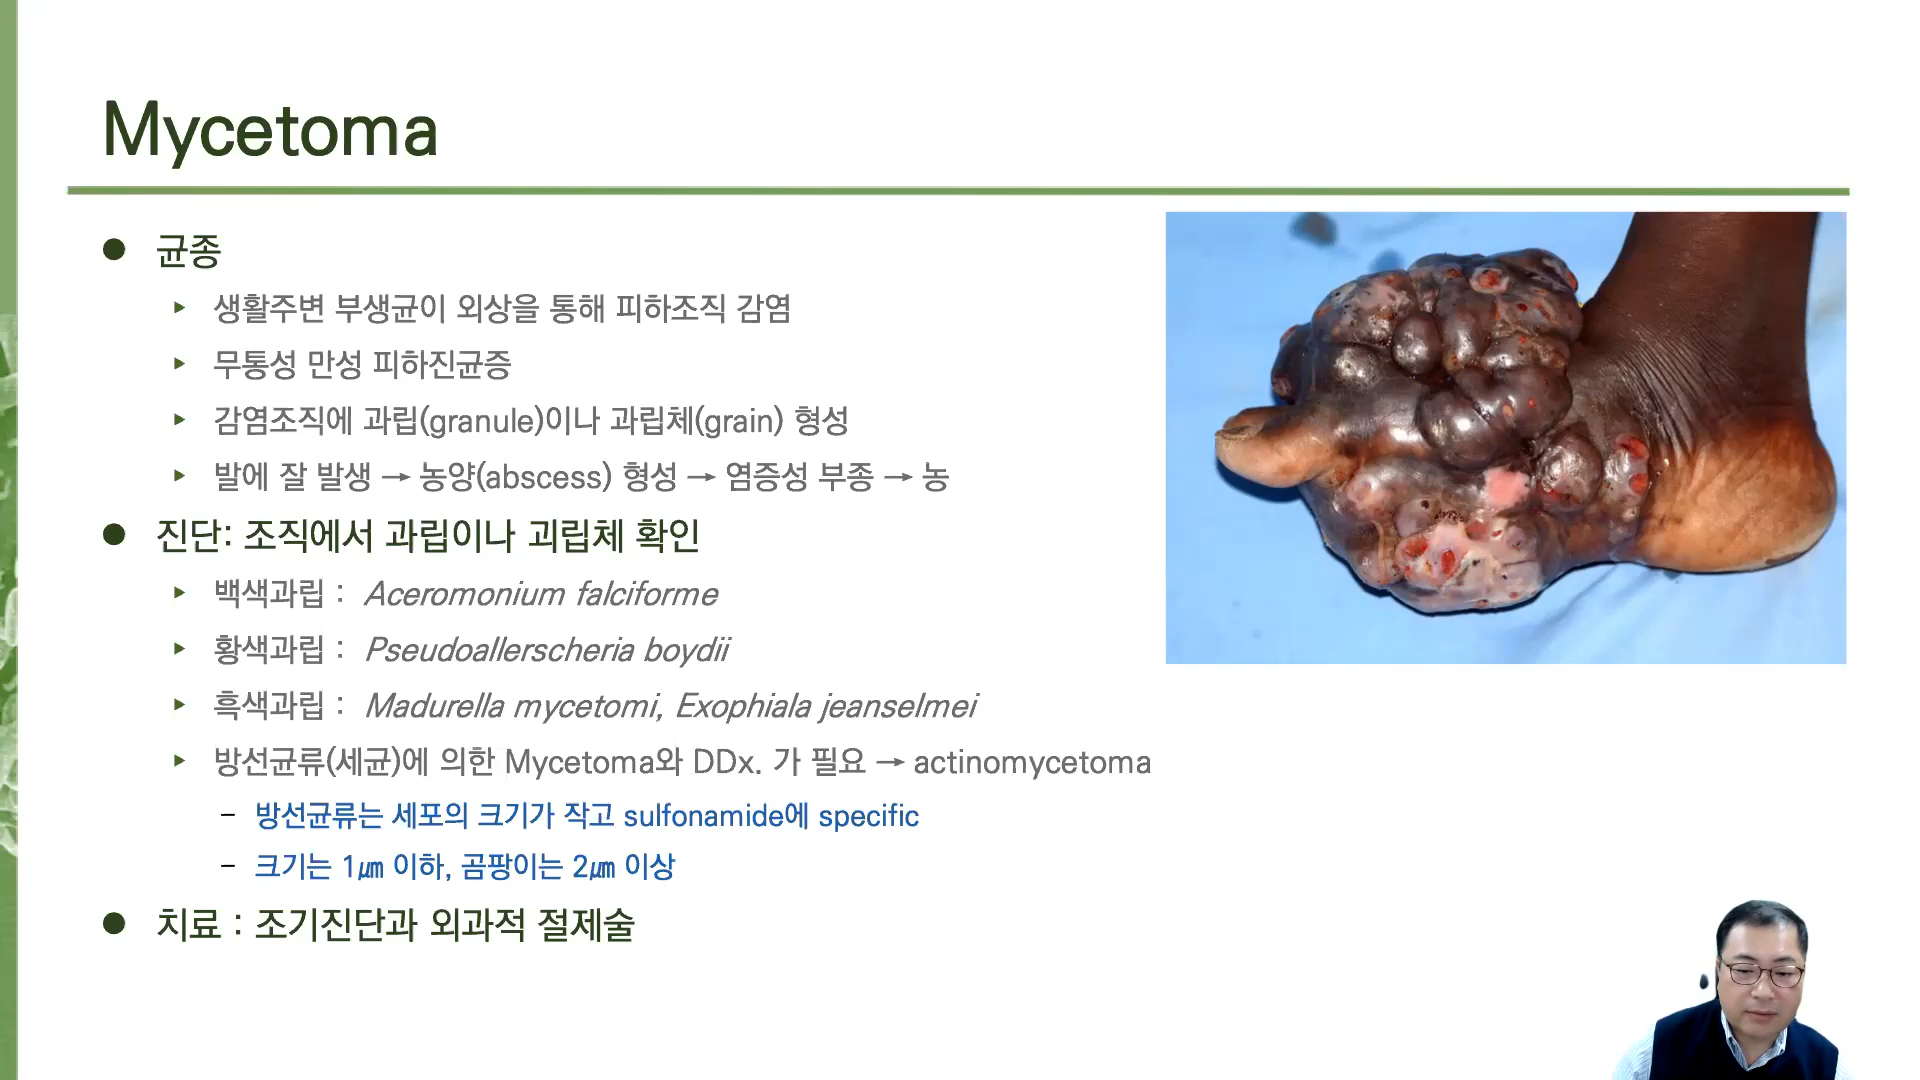 Mycetoma
● 균종
▸ 생활주변 부생균이 외상을 통해 피하조직 감염
▸ 무통성 만성 피하진균증
▸ 감염조직에 과립(granule)이나 과립체(grain) 형성
▸ 발에 잘 발생 → 농양(abscess) 형성 → 염증성 부종 → 농
● 진단: 조직에서 과립이나 괴립체 확인
▸ 백색과립 : Aceromonium falciforme
▸ 황색과립 : Pseudoallerscheria boydii
▸ 흑색과립 : Madurella mycetomi, Exophiala jeanselmei
▸ 방선균류(세균)에 의한 Mycetoma와 DDx. 가 필요 → actinomycetoma
– 방선균류는 세포의 크기가 작고 sulfonamide에 specific
– 크기는 1㎛ 이하, 곰팡이는 2㎛ 이상
● 치료 : 조기진단과 외과적 절제술